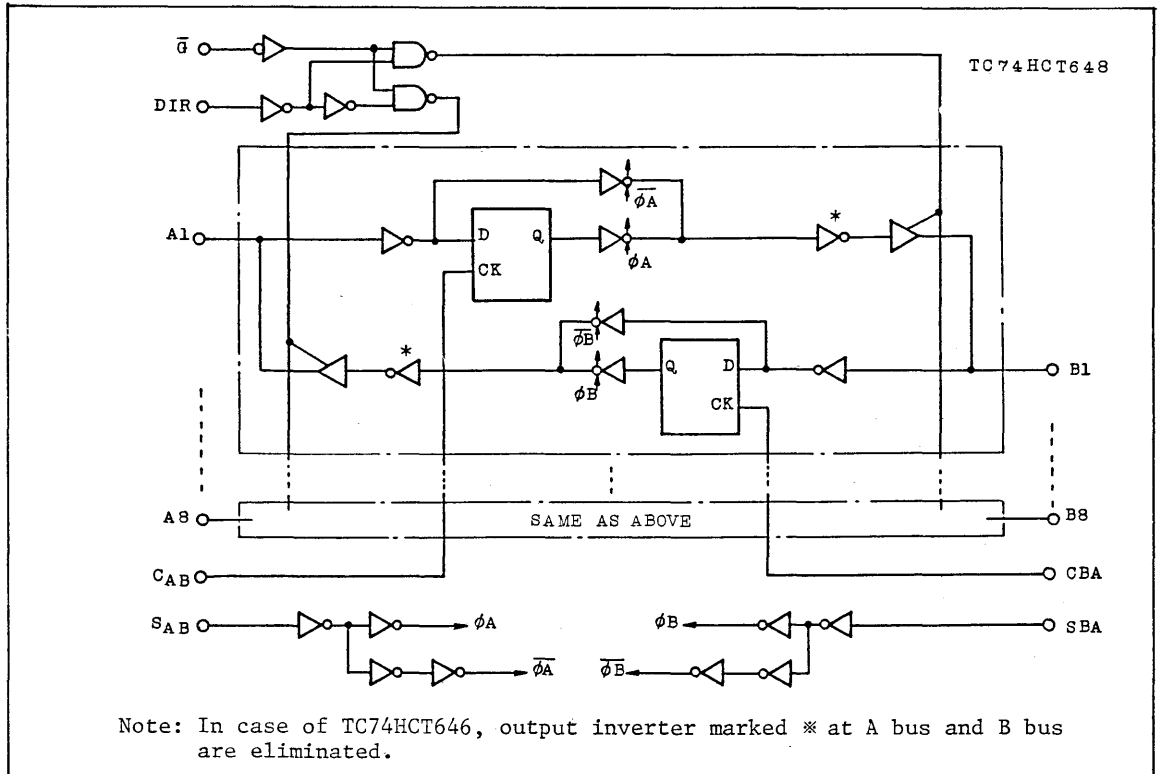 G̅
TC74HCT648
DIR
ϕA̅
A1
*
D Q
ϕA
CK
ϕB̅
*
Q D
B1
ϕB
CK
A8
SAME AS ABOVE
B8
CAB
CBA
SAB
ϕA
ϕB
SBA
ϕA̅
ϕB̅
Note: In case of TC74HCT646, output inverter marked ※ at A bus and B bus
are eliminated.